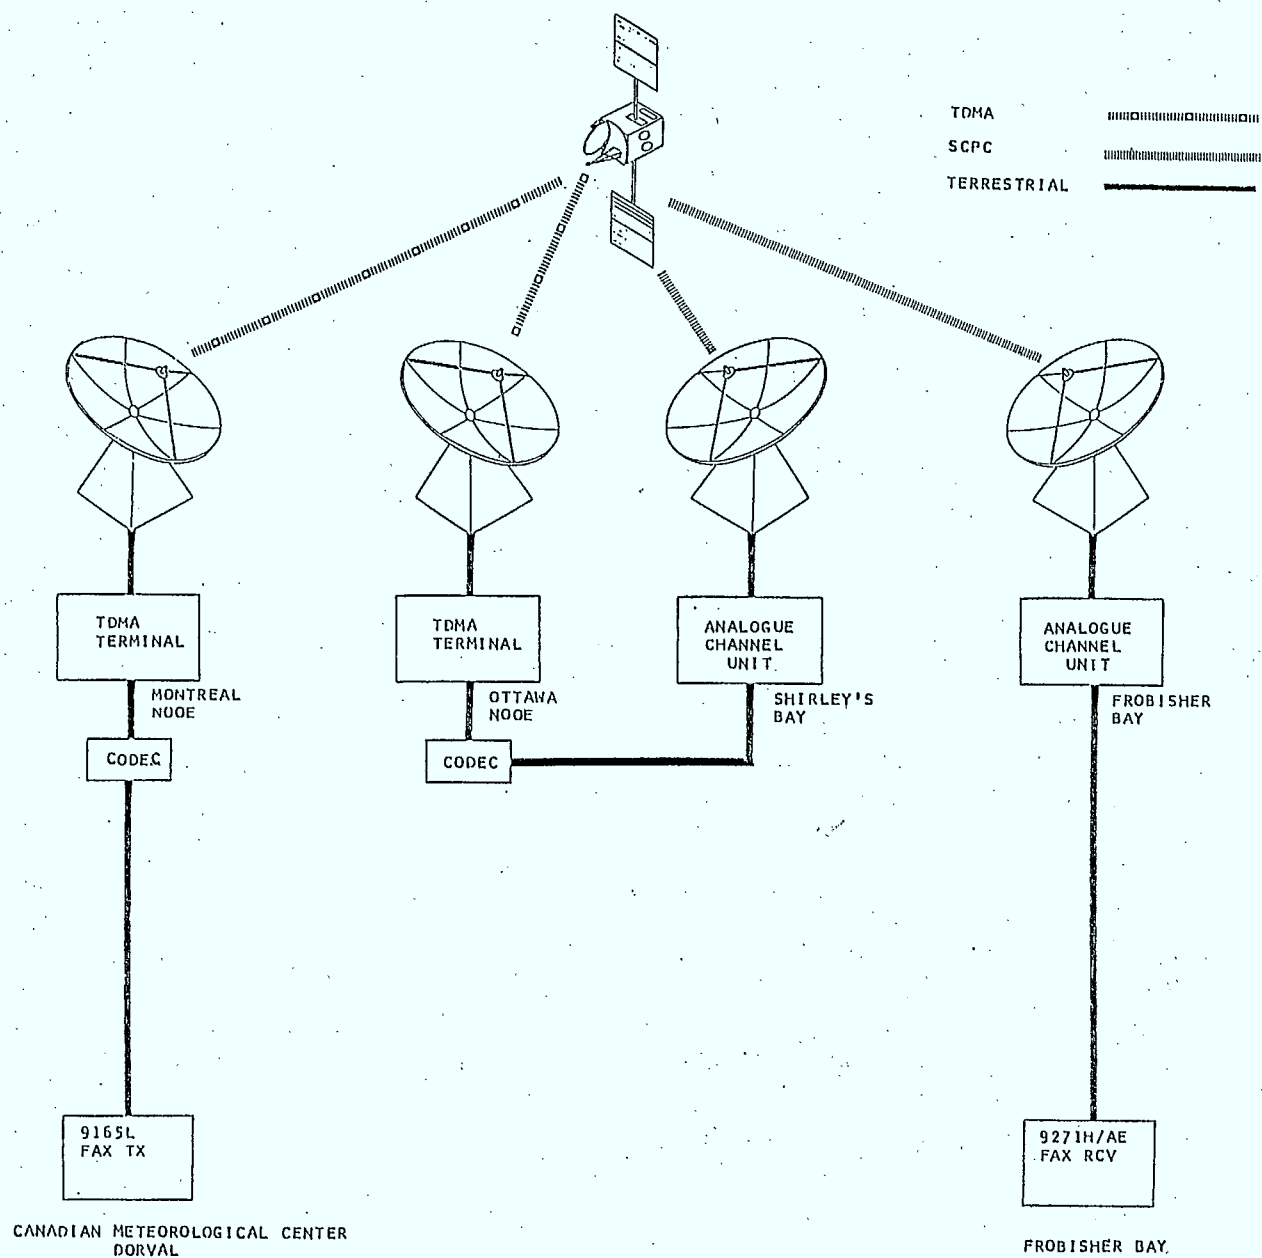 TDMA
SCPC
TERRESTRIAL
TDMA
TERMINAL
MONTREAL
NODE
CODEC
TDMA
TERMINAL
OTTAWA
NODE
CODEC
ANALOGUE
CHANNEL
UNIT
SHIRLEY'S
BAY
ANALOGUE
CHANNEL
UNIT
FROBISHER
BAY
9165L
FAX TX
CANADIAN METEOROLOGICAL CENTER
DORVAL
9271H/AE
FAX RCV
FROBISHER BAY